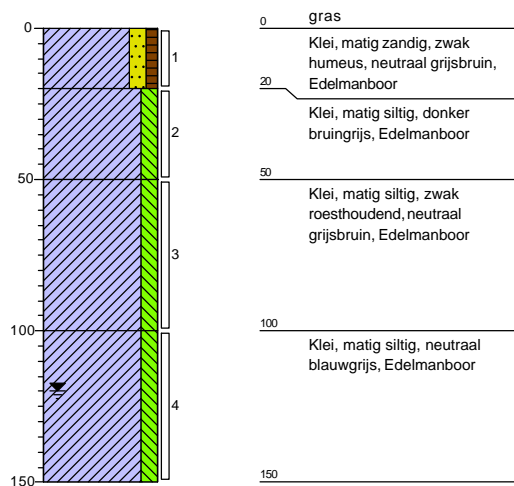 0
50
100
150
1
2
3
4
0
gras
Klei, matig zandig, zwak
humeus, neutraal grijsbruin,
Edelmanboor
20
Klei, matig siltig, donker
bruingrijs, Edelmanboor
50
Klei, matig siltig, zwak
roesthoudend, neutraal
grijsbruin, Edelmanboor
100
Klei, matig siltig, neutraal
blauwgrijs, Edelmanboor
150